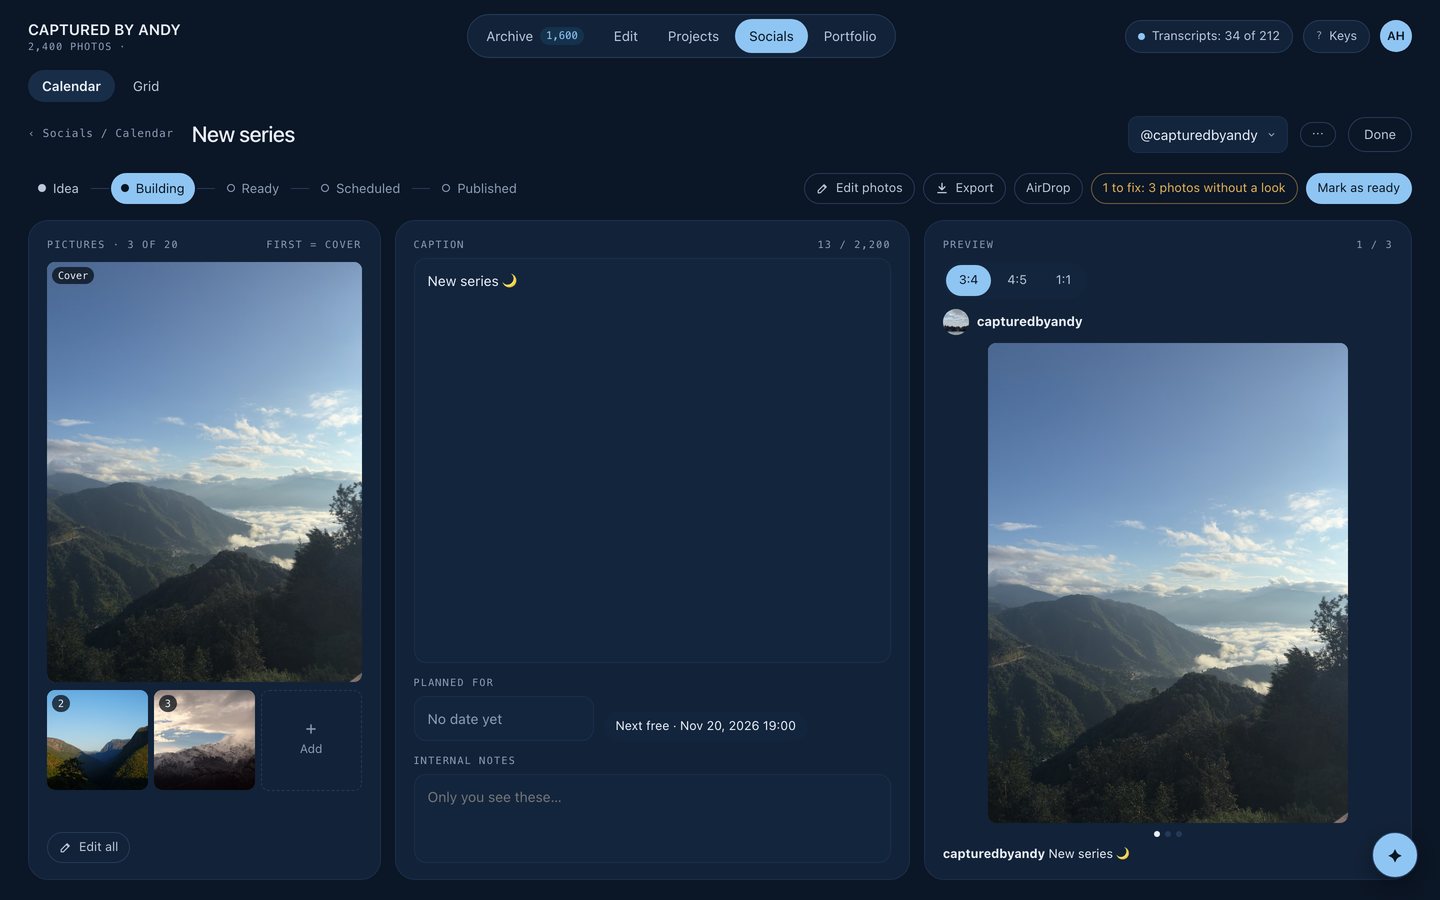 CAPTURED BY ANDY
2,400 PHOTOS ·
Archive 1,600 Edit Projects Socials Portfolio
Transcripts: 34 of 212
? Keys
AH
Calendar Grid
‹ Socials / Calendar New series
@capturedbyandy
···
Done
Idea Building Ready Scheduled Published
Edit photos Export AirDrop 1 to fix: 3 photos without a look Mark as ready
PICTURES · 3 OF 20 FIRST = COVER
Cover
2 3
+
Add
Edit all
CAPTION 13 / 2,200
New series 🌙
PLANNED FOR
No date yet Next free · Nov 20, 2026 19:00
INTERNAL NOTES
Only you see these...
PREVIEW 1 / 3
3:4 4:5 1:1
capturedbyandy
capturedbyandy New series 🌙